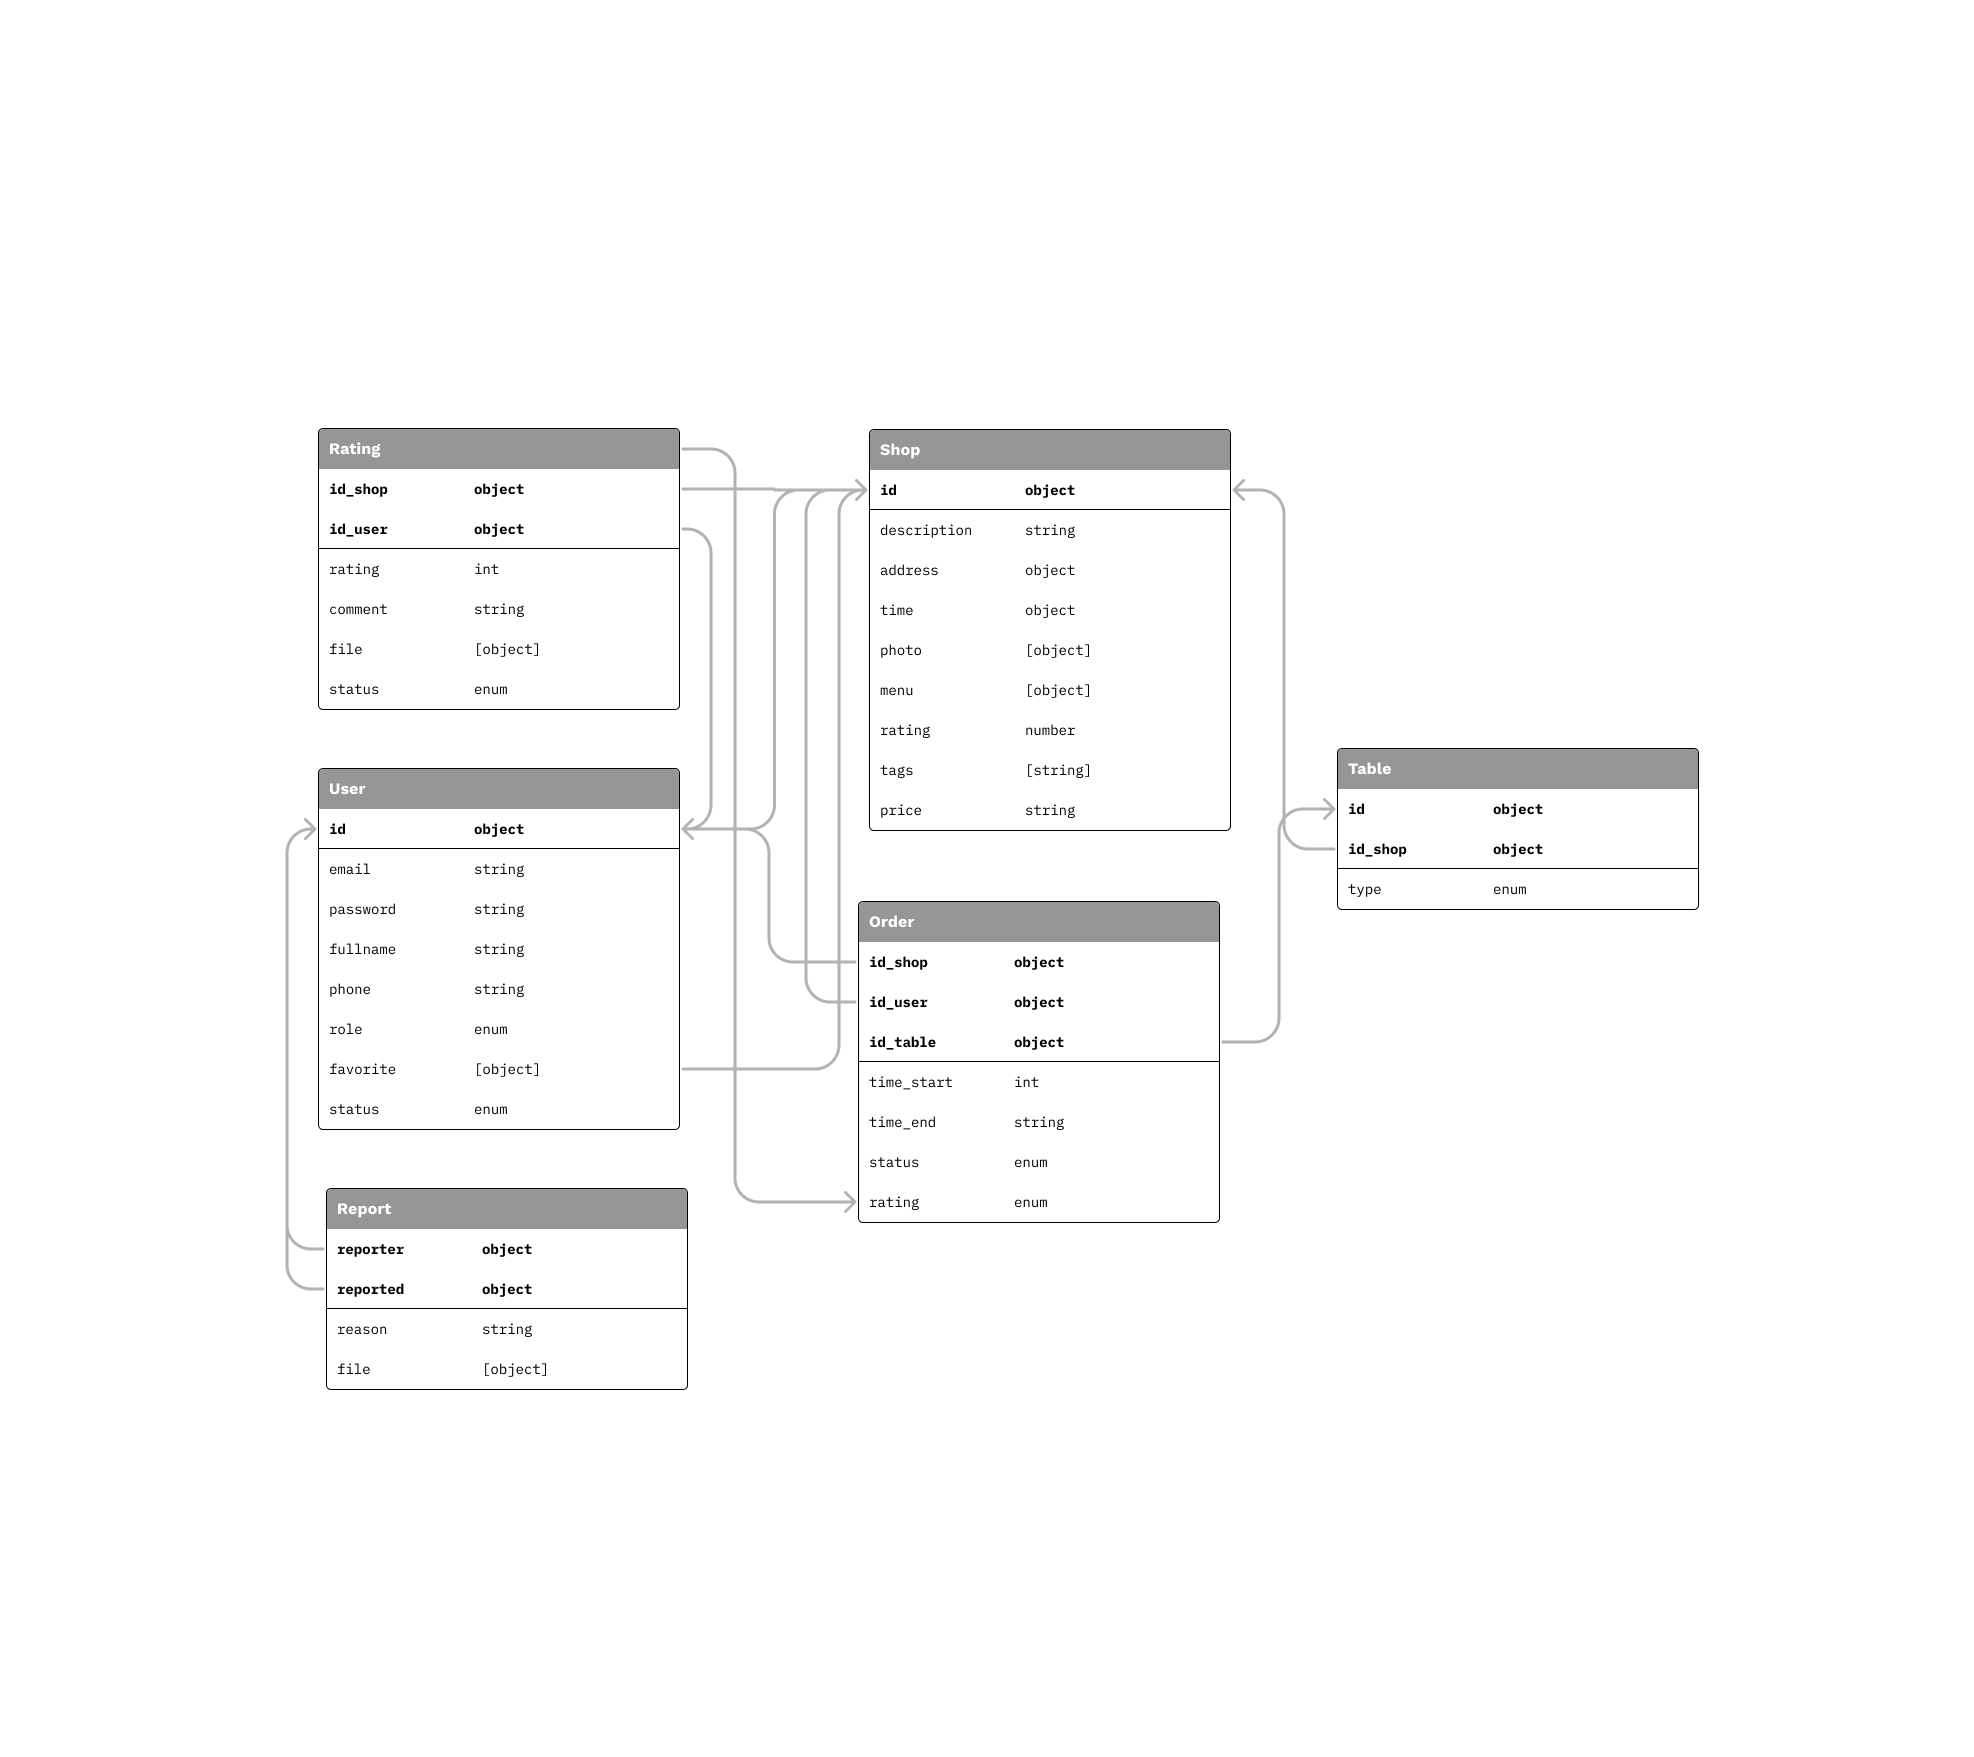 Rating
id_shop object
id_user object
rating int
comment string
file [object]
status enum
User
id object
email string
password string
fullname string
phone string
role enum
favorite [object]
status enum
Report
reporter object
reported object
reason string
file [object]
Shop
id object
description string
address object
time object
photo [object]
menu [object]
rating number
tags [string]
price string
Order
id_shop object
id_user object
id_table object
time_start int
time_end string
status enum
rating enum
Table
id object
id_shop object
type enum